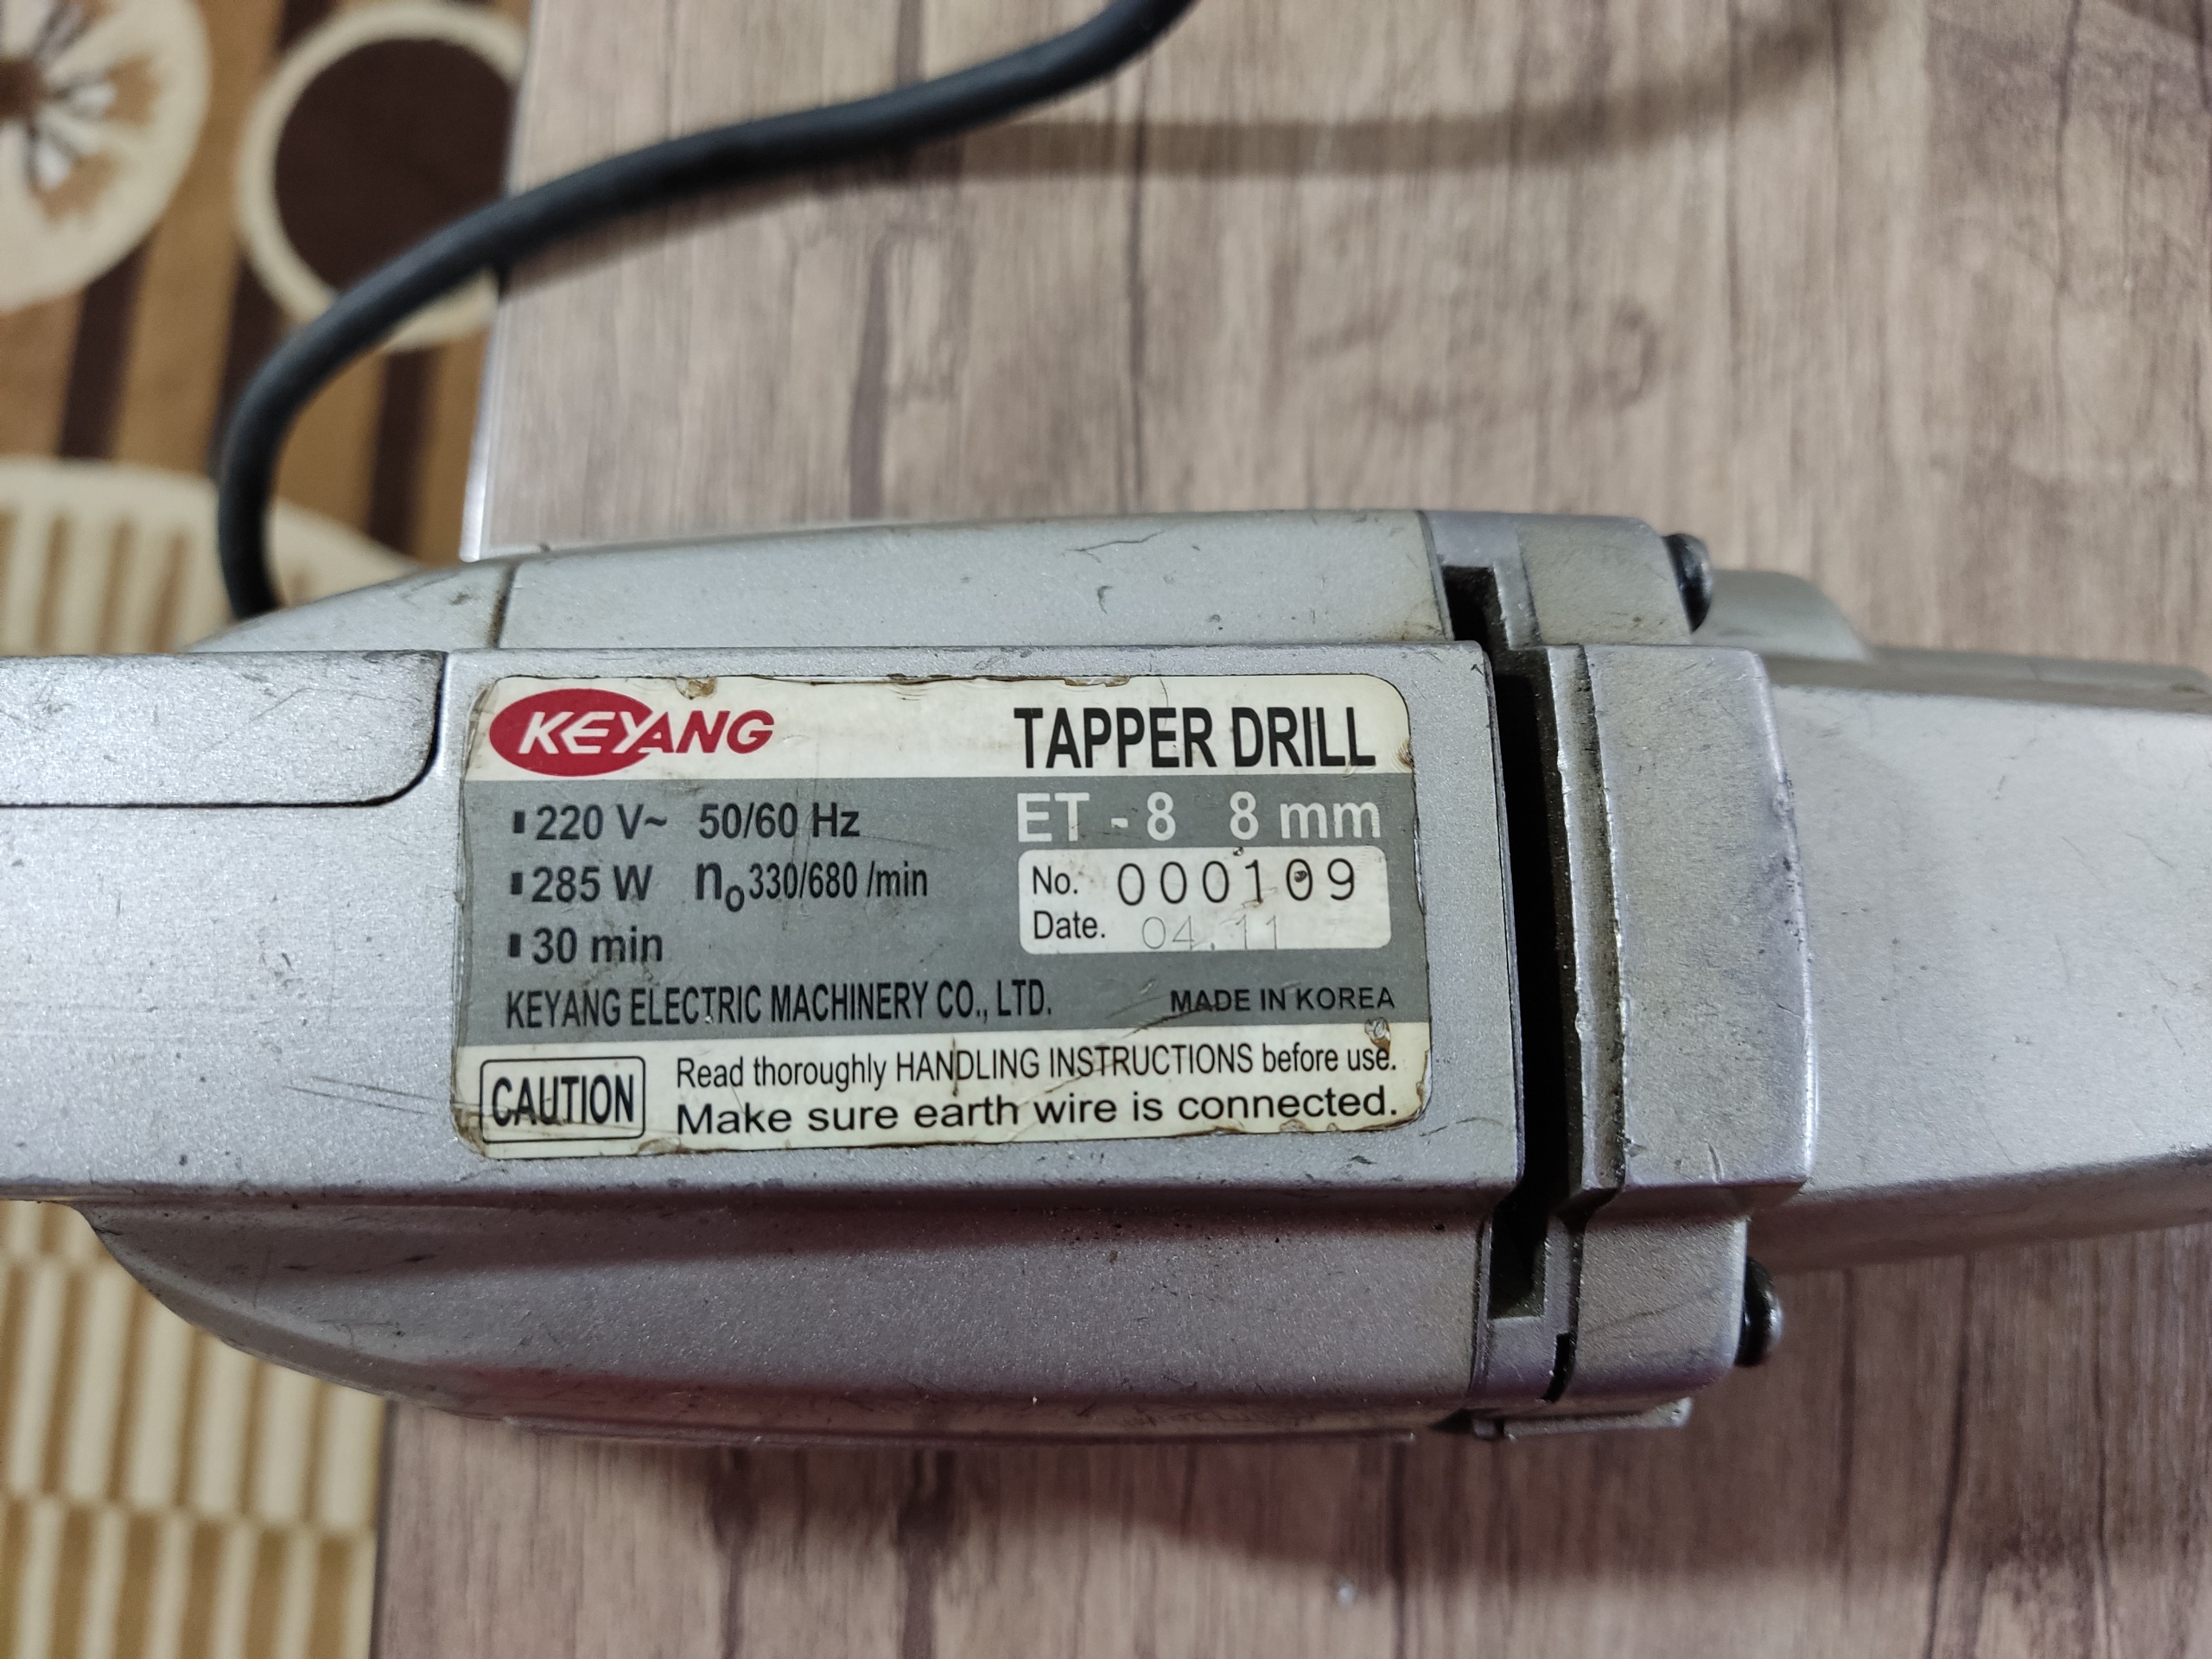 KEYANG TAPPER DRILL
220 V~ 50/60 Hz ET - 8 8 mm
285 W no 330/680 /min No. 000109
30 min Date. 04.11
KEYANG ELECTRIC MACHINERY CO., LTD. MADE IN KOREA
CAUTION Read thoroughly HANDLING INSTRUCTIONS before use.
Make sure earth wire is connected.